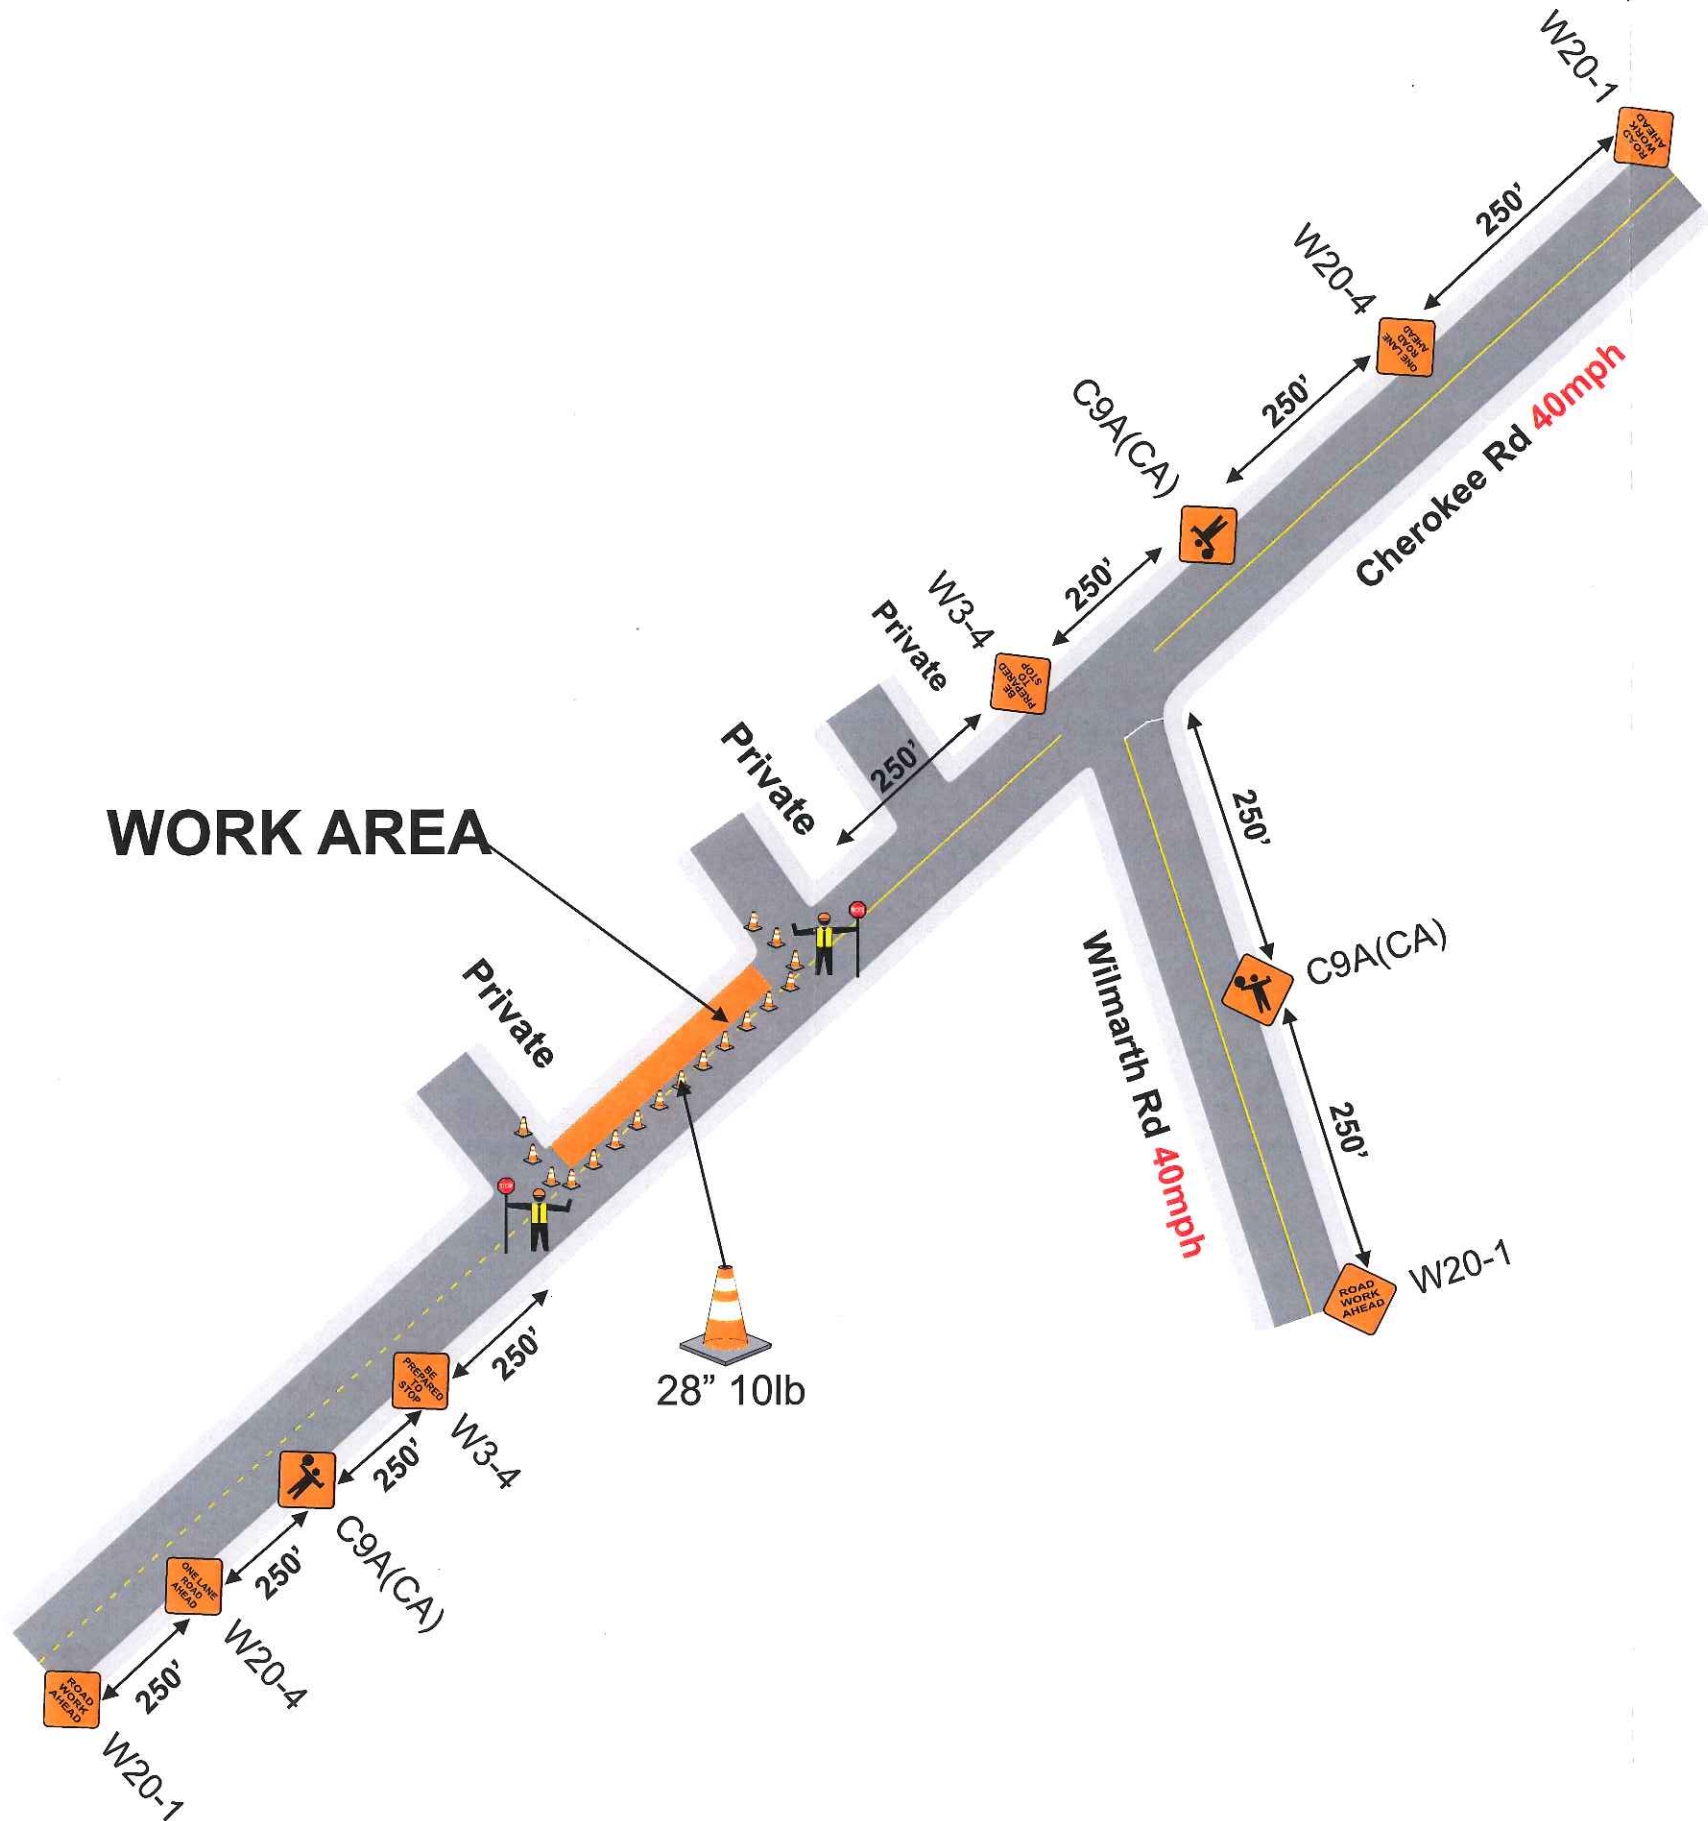 W20-1
ROAD
WORK
AHEAD
250’
W20-4
ONE LANE
ROAD
AHEAD
250’
C9A(CA)
Cherokee Rd 40mph
250’
W3-4
BE
PREPARED
TO
STOP
Private
250’
Private
WORK AREA
250’
C9A(CA)
Wilmarth Rd 40mph
250’
ROAD
WORK
AHEAD
W20-1
Private
STOP
28” 10lb
250’
BE
PREPARED
TO
STOP
W3-4
250’
C9A(CA)
250’
ONE LANE
ROAD
AHEAD
W20-4
250’
ROAD
WORK
AHEAD
W20-1